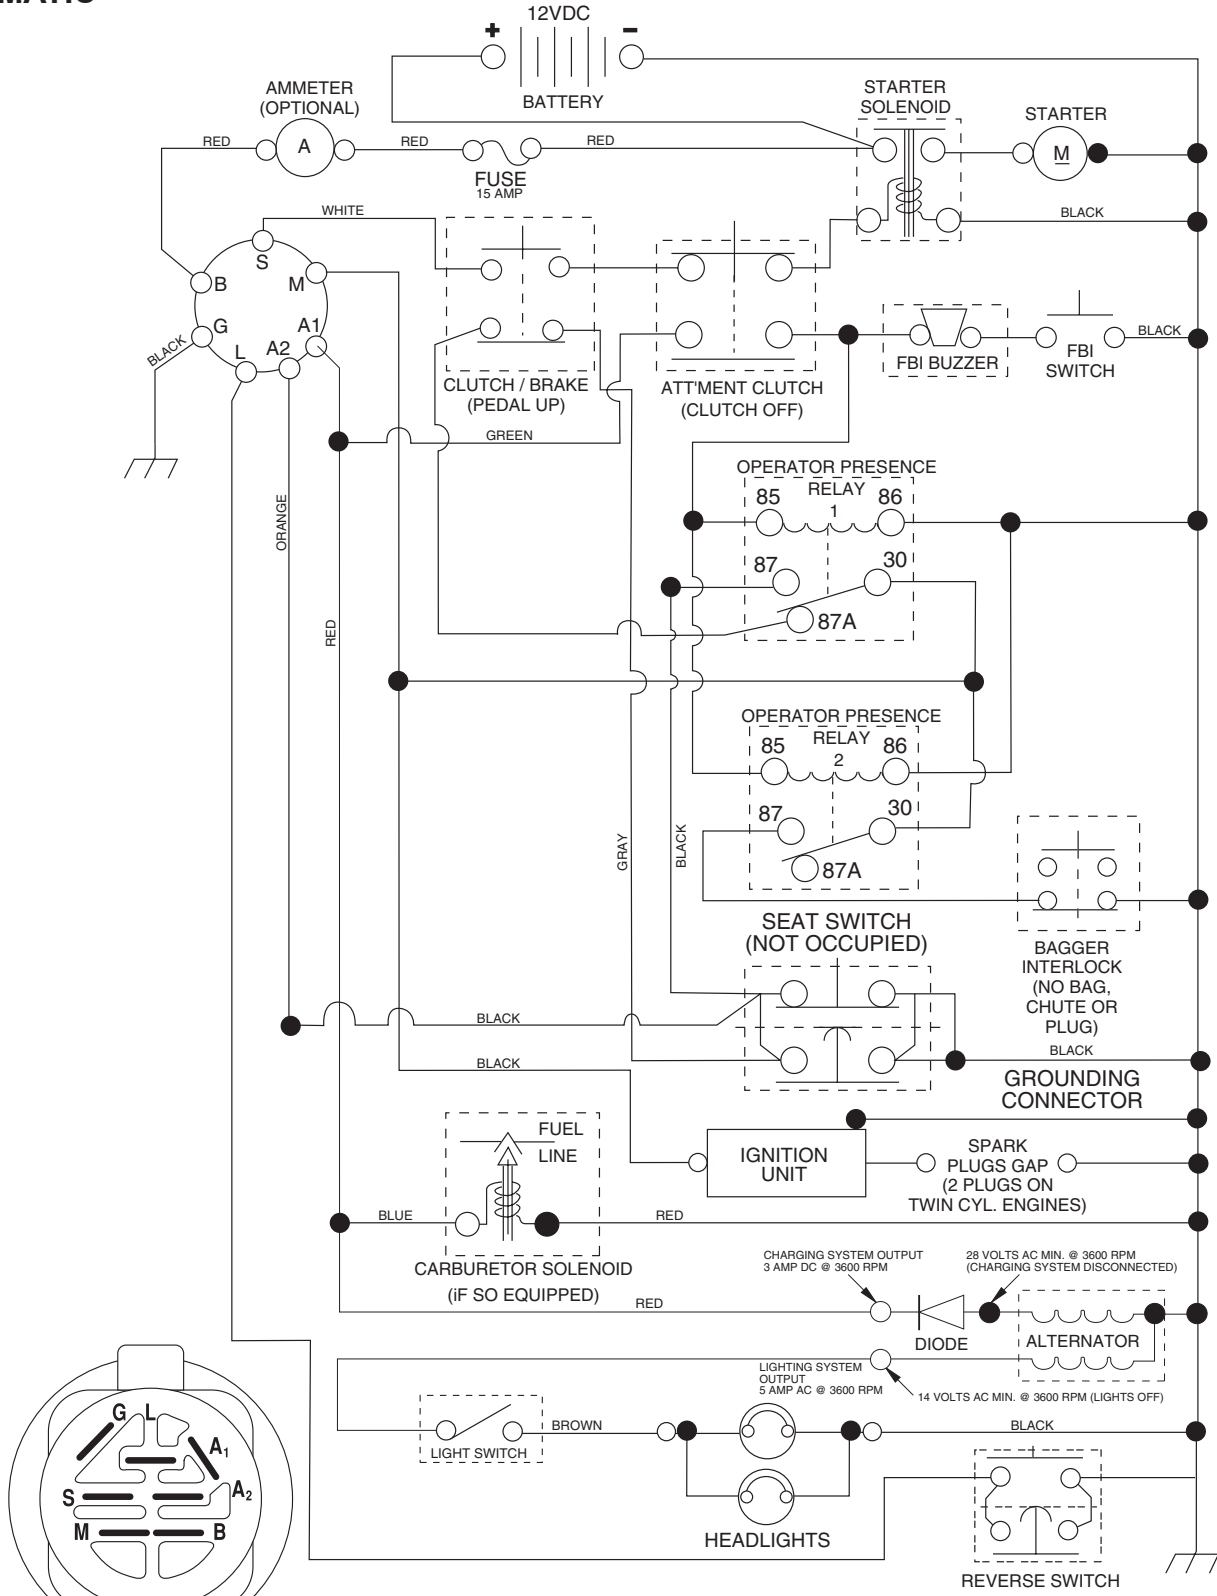 12VDC
+
–
BATTERY
AMMETER
(OPTIONAL)
STARTER
SOLENOID
STARTER
RED
A
RED
FUSE
15 AMP
RED
M
WHITE
BLACK
S
B
M
G
A1
L
A2
BLACK
CLUTCH / BRAKE
(PEDAL UP)
ATT'MENT CLUTCH
(CLUTCH OFF)
FBI BUZZER
FBI
SWITCH
BLACK
GREEN
ORANGE
RED
OPERATOR PRESENCE
RELAY
1
85
86
87
30
87A
OPERATOR PRESENCE
RELAY
2
85
86
87
30
87A
GRAY
BLACK
SEAT SWITCH
(NOT OCCUPIED)
BAGGER
INTERLOCK
(NO BAG,
CHUTE OR
PLUG)
BLACK
BLACK
BLACK
GROUNDING
CONNECTOR
FUEL
LINE
IGNITION
UNIT
SPARK
PLUGS GAP
(2 PLUGS ON
TWIN CYL. ENGINES)
BLUE
RED
CARBURETOR SOLENOID
(iF SO EQUIPPED)
CHARGING SYSTEM OUTPUT
3 AMP DC @ 3600 RPM
28 VOLTS AC MIN. @ 3600 RPM
(CHARGING SYSTEM DISCONNECTED)
RED
DIODE
ALTERNATOR
LIGHTING SYSTEM
OUTPUT
5 AMP AC @ 3600 RPM
14 VOLTS AC MIN. @ 3600 RPM (LIGHTS OFF)
LIGHT SWITCH
BROWN
BLACK
HEADLIGHTS
REVERSE SWITCH
G
L
A1
S
A2
M
B